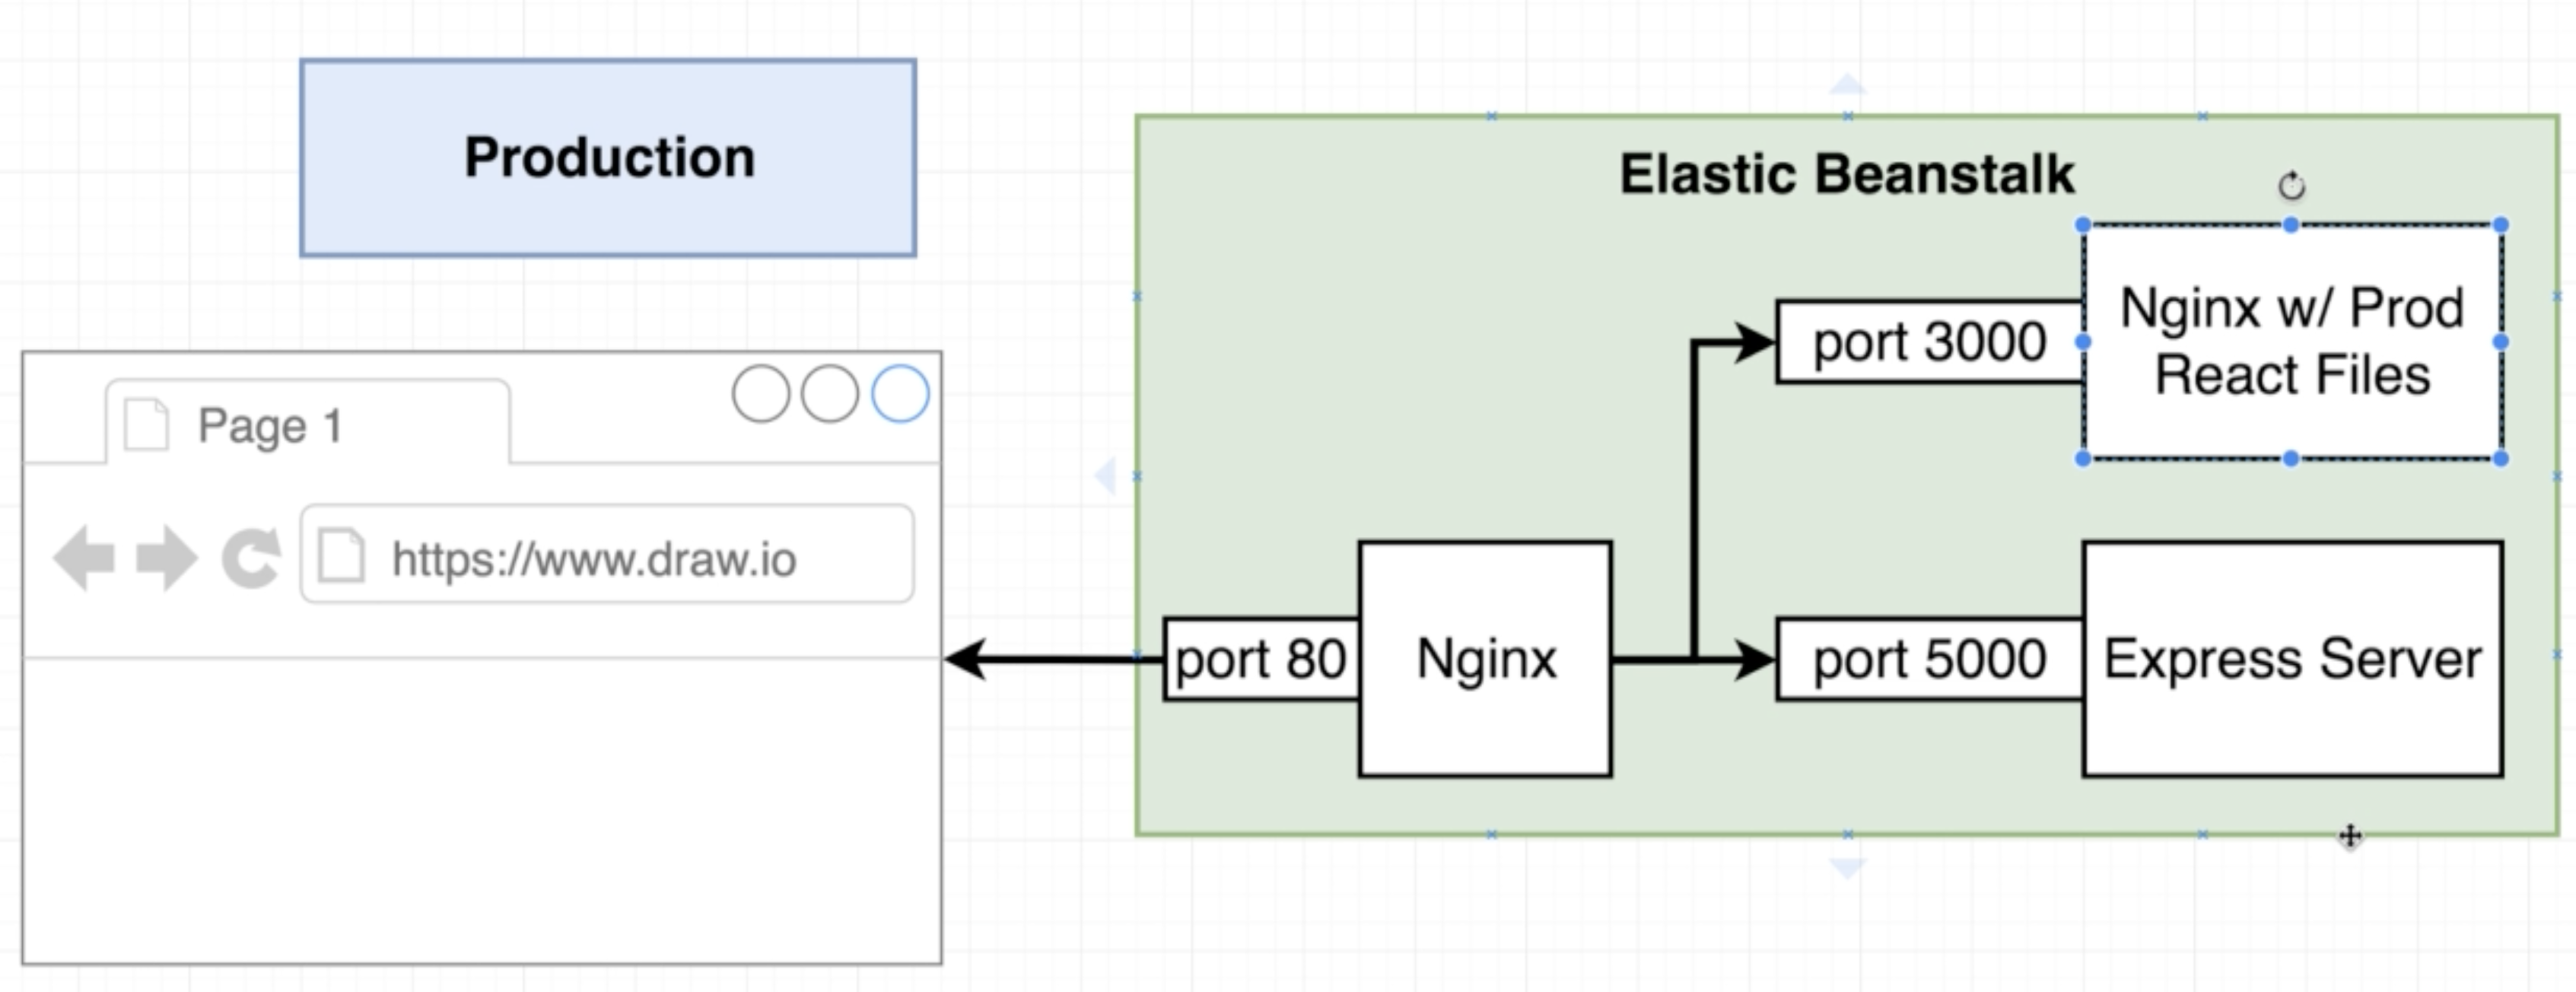 Production
Elastic Beanstalk
Nginx w/ Prod
React Files
port 3000
Page 1
https://www.draw.io
port 80
Nginx
port 5000
Express Server